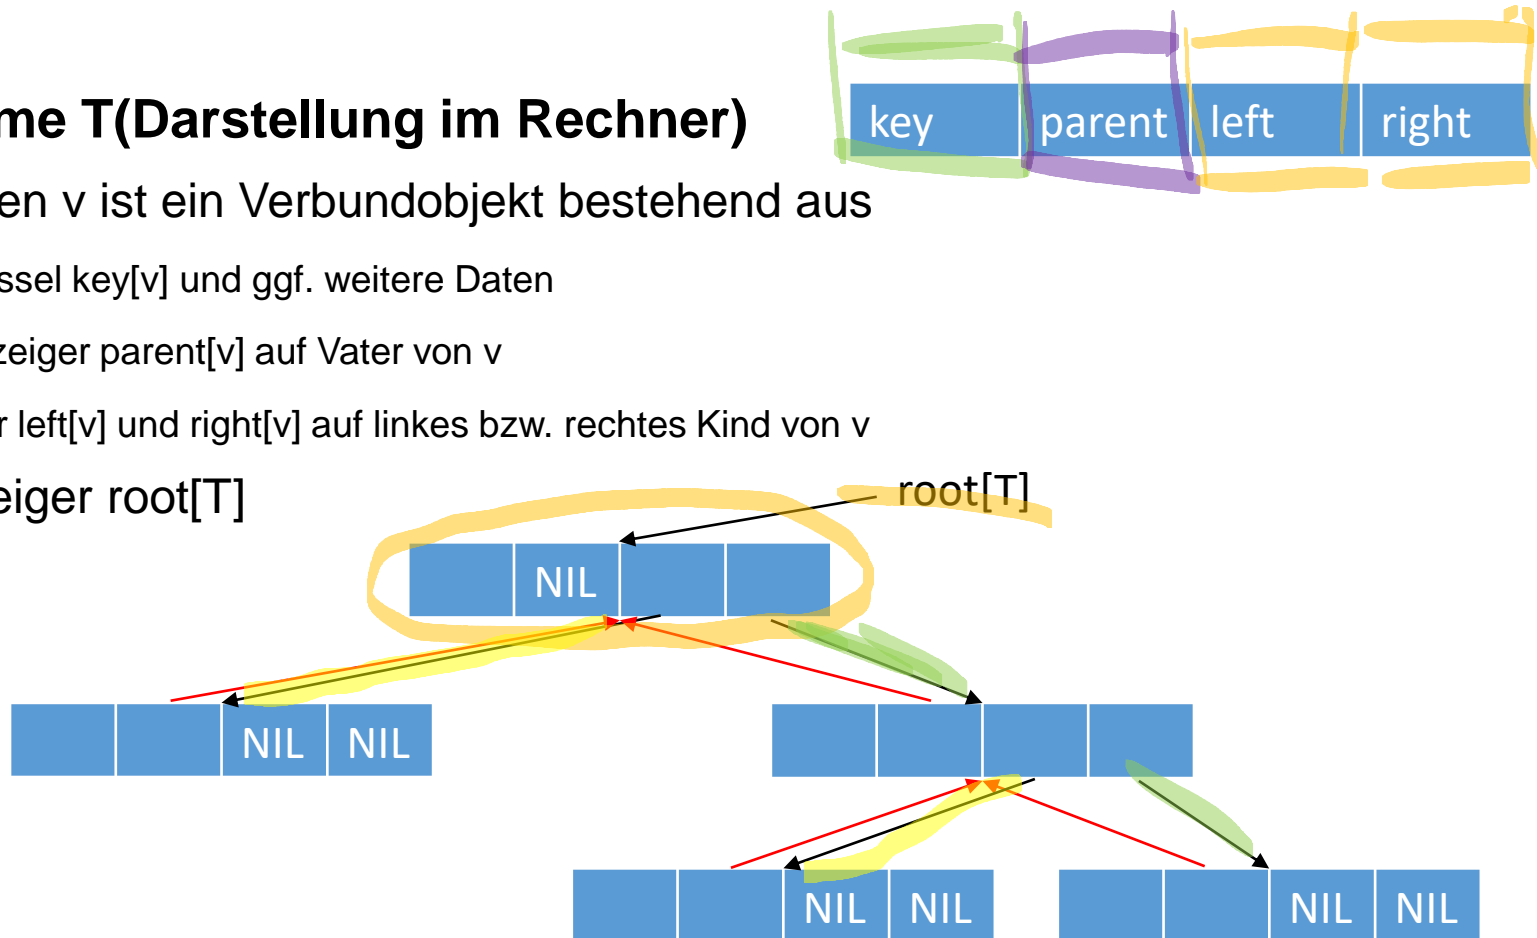 key parent left right
me T(Darstellung im Rechner)
en v ist ein Verbundobjekt bestehend aus
ssel key[v] und ggf. weitere Daten
zeiger parent[v] auf Vater von v
r left[v] und right[v] auf linkes bzw. rechtes Kind von v
eiger root[T]
root[T]
NIL
NIL NIL
NIL NIL NIL NIL